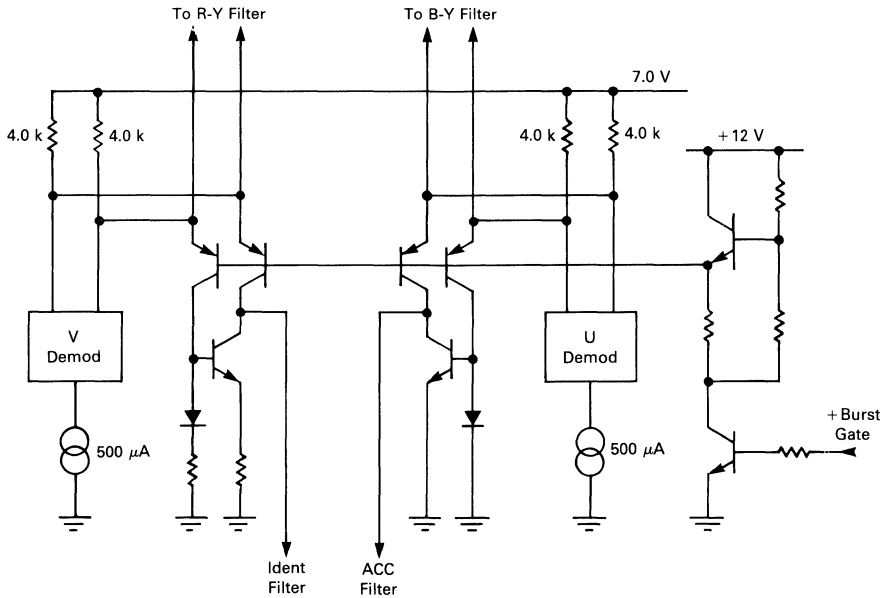 To R-Y Filter
To B-Y Filter
7.0 V
4.0 k
4.0 k
4.0 k
4.0 k
+12 V
V
Demod
U
Demod
+Burst
Gate
500 μA
500 μA
Ident
Filter
ACC
Filter